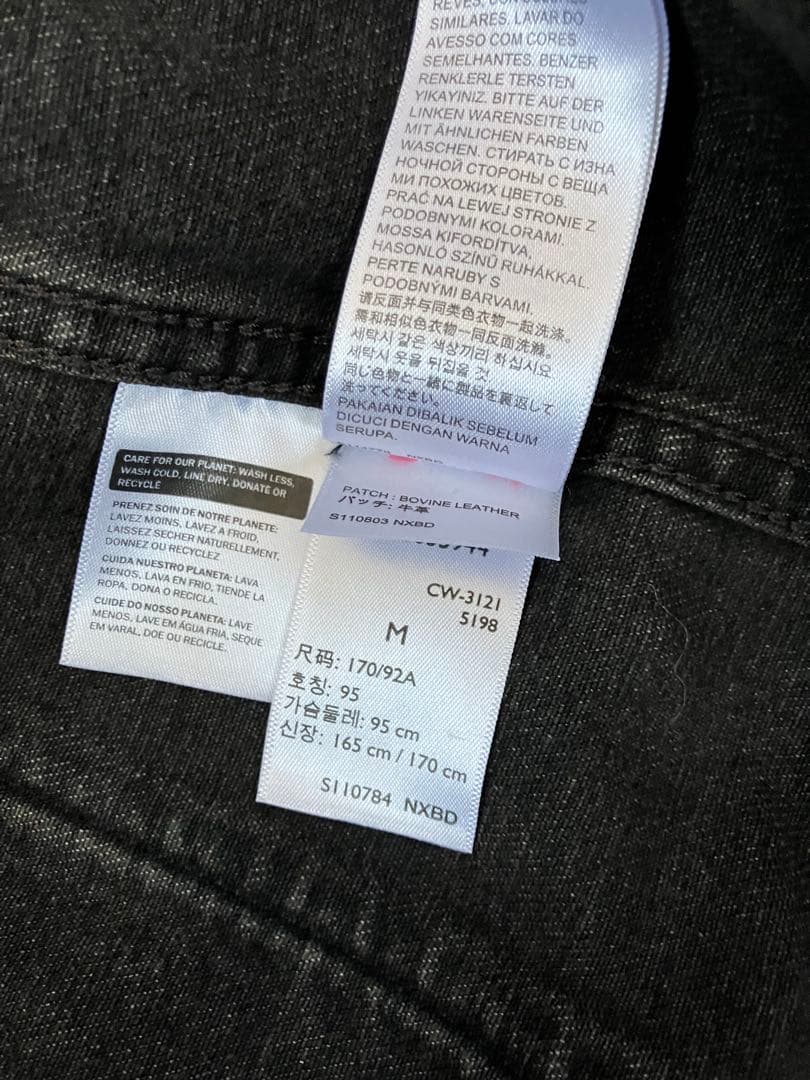 SIMILARES. LAVAR DO
AVESSO COM CORES
SEMELHANTES. BENZER
RENKLERLE TERSTEN
YIKAYINIZ. BITTE AUF DER
LINKEN WARENSEITE UND
MIT ÄHNLICHEN FARBEN
WASCHEN. СТИРАТЬ С ИЗНА
НОЧНОЙ СТОРОНЫ С ВЕЩА
МИ ПОХОЖИХ ЦВЕТОВ.
PRAĆ NA LEWEJ STRONIE Z
PODOBNYMI KOLORAMI.
MOSSA KIFORDÍTVA,
HASONLÓ SZÍNŰ RUHÁKKAL.
PERTE NARUBY S
PODOBNÝMI BARVAMI.
请反面并与同类色衣物一起洗涤。
需和相似色衣物一同反面洗濯。
세탁시 같은 색상끼리 하십시오
세탁시 옷을 뒤집을 것
同じ色物と一緒に製品を裏返して
洗ってください。
PAKAIAN DIBALIK SEBELUM
DICUCI DENGAN WARNA
SERUPA.
PATCH : BOVINE LEATHER
パッチ: 牛革
S110803 NXBD
CARE FOR OUR PLANET: WASH LESS,
WASH COLD, LINE DRY, DONATE OR
RECYCLE
PRENEZ SOIN DE NOTRE PLANETE:
LAVEZ MOINS, LAVEZ A FROID,
LAISSEZ SECHER NATURELLEMENT,
DONNEZ OU RECYCLEZ
CUIDA NUESTRO PLANETA: LAVA
MENOS, LAVA EN FRIO, TIENDE LA
ROPA, DONA O RECICLA.
CUIDE DO NOSSO PLANETA: LAVE
MENOS, LAVE EM ÁGUA FRIA, SEQUE
EM VARAL, DOE OU RECICLE.
CW-3121
5198
M
尺码: 170/92A
호칭: 95
가슴둘레: 95 cm
신장: 165 cm / 170 cm
S110784 NXBD